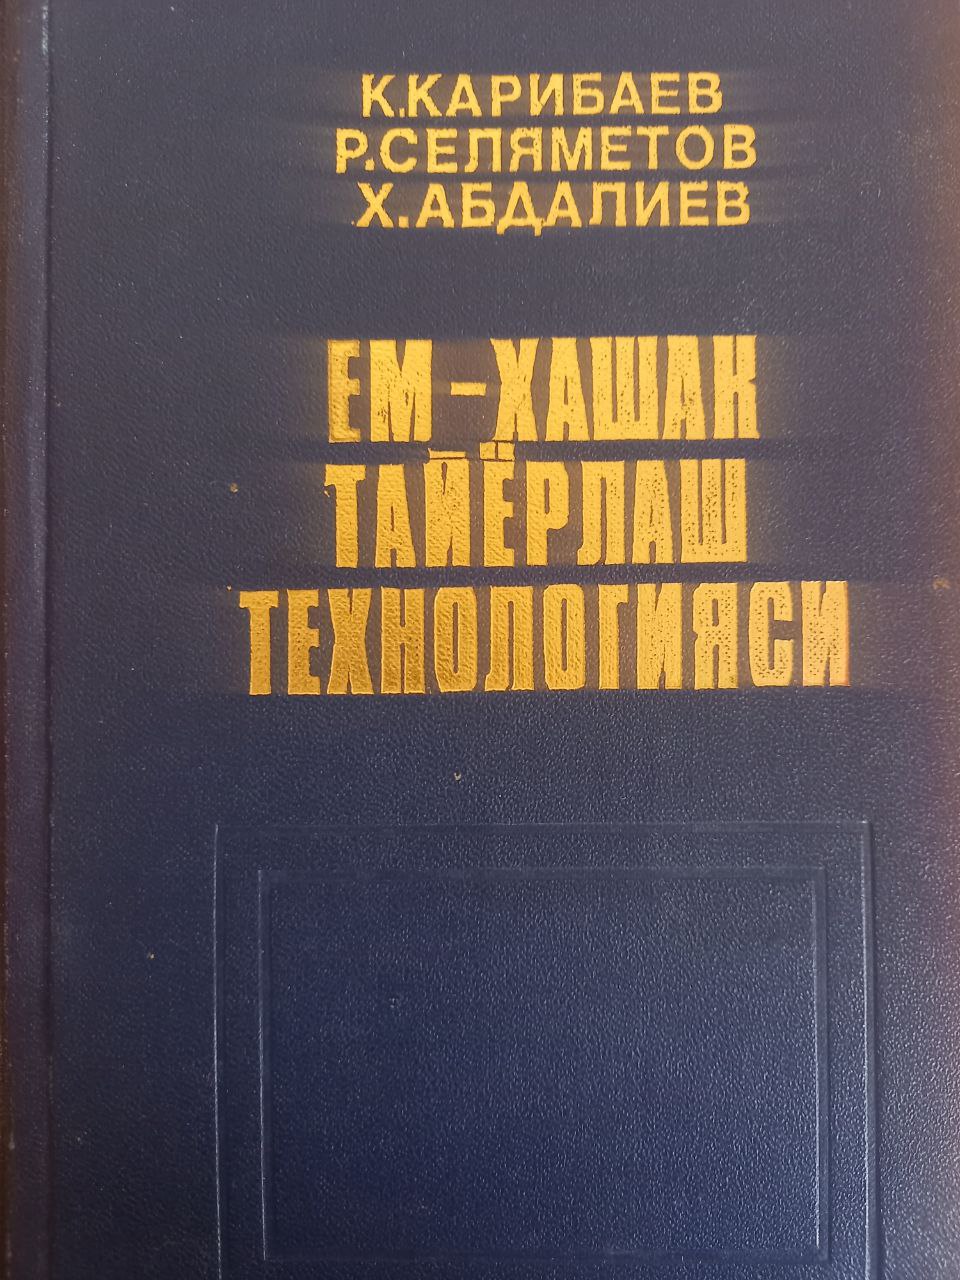 К.КАРИБАЕВ
Р.СЕЛЯМЕТОВ
Х.АБДАЛИЕВ
ЕМ-ХАШАК
ТАЙЁРЛАШ
ТЕХНОЛОГИЯСИ